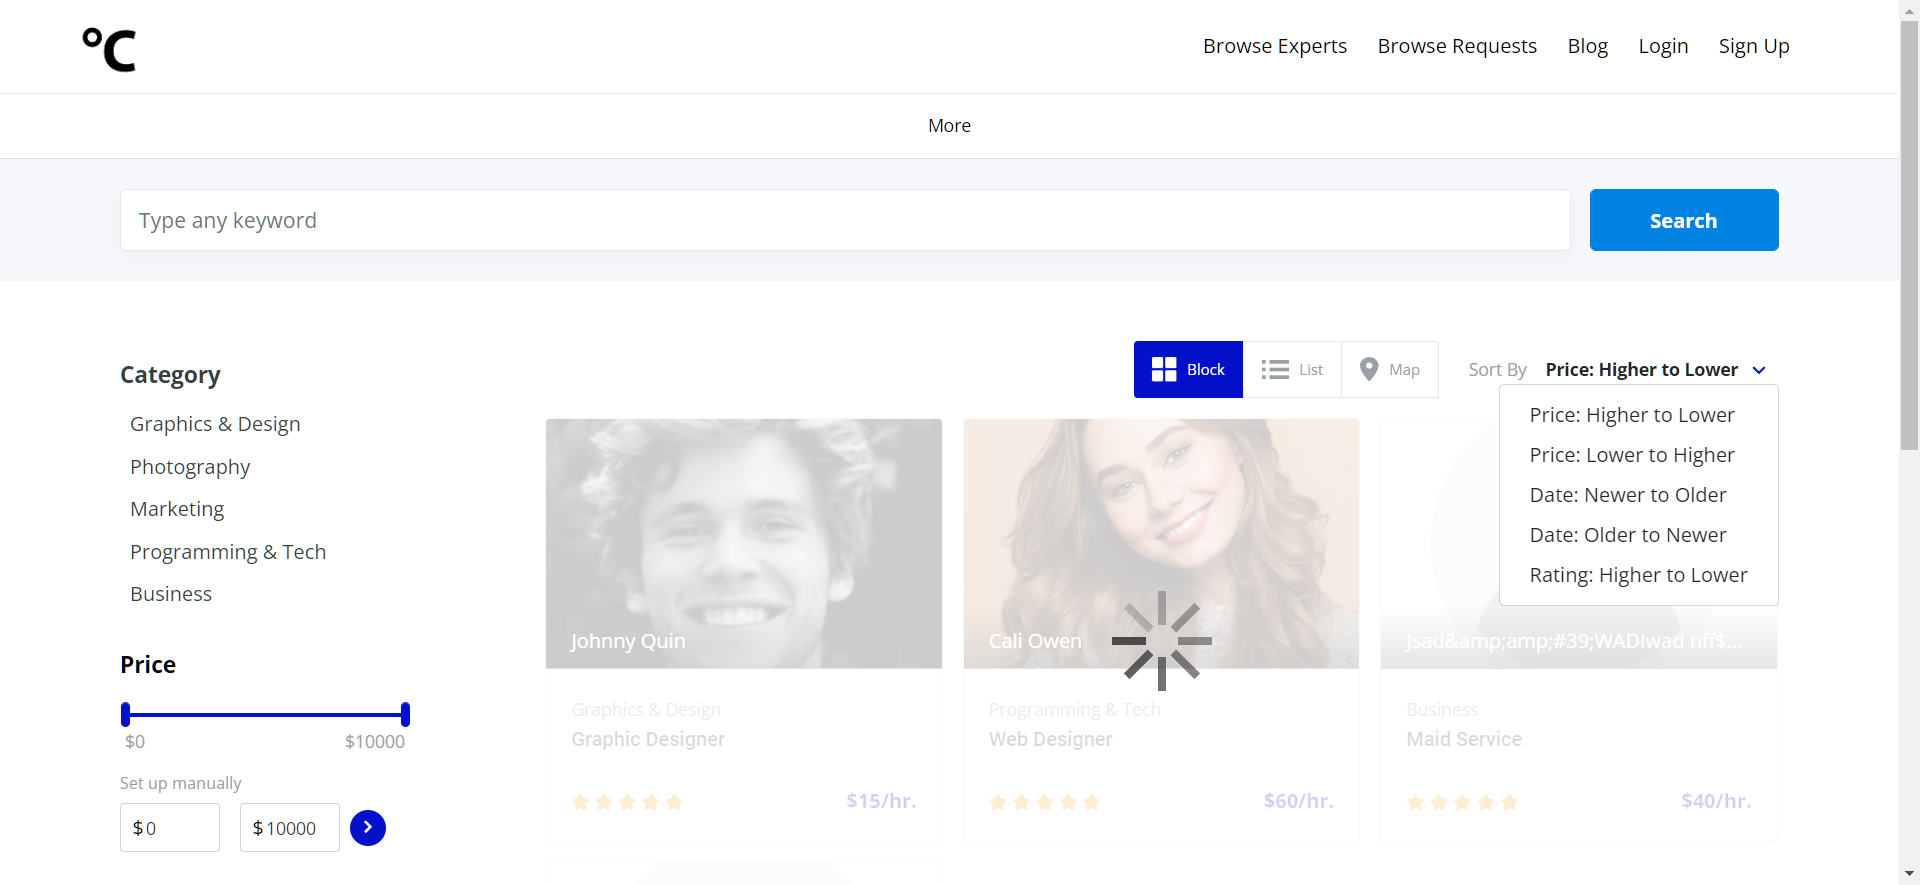 °C
Browse Experts Browse Requests Blog Login Sign Up
More
Type any keyword
Search
Category
Graphics & Design
Photography
Marketing
Programming & Tech
Business
Price
$0 $10000
Set up manually
$ 0 $ 10000
Block List Map Sort By Price: Higher to Lower
Price: Higher to Lower
Price: Lower to Higher
Date: Newer to Older
Date: Older to Newer
Rating: Higher to Lower
Johnny Quin
Graphics & Design
Graphic Designer
$15/hr.
Cali Owen
Programming & Tech
Web Designer
$60/hr.
Jsad&amp;amp;#39;WADIwad nff$...
Business
Maid Service
$40/hr.